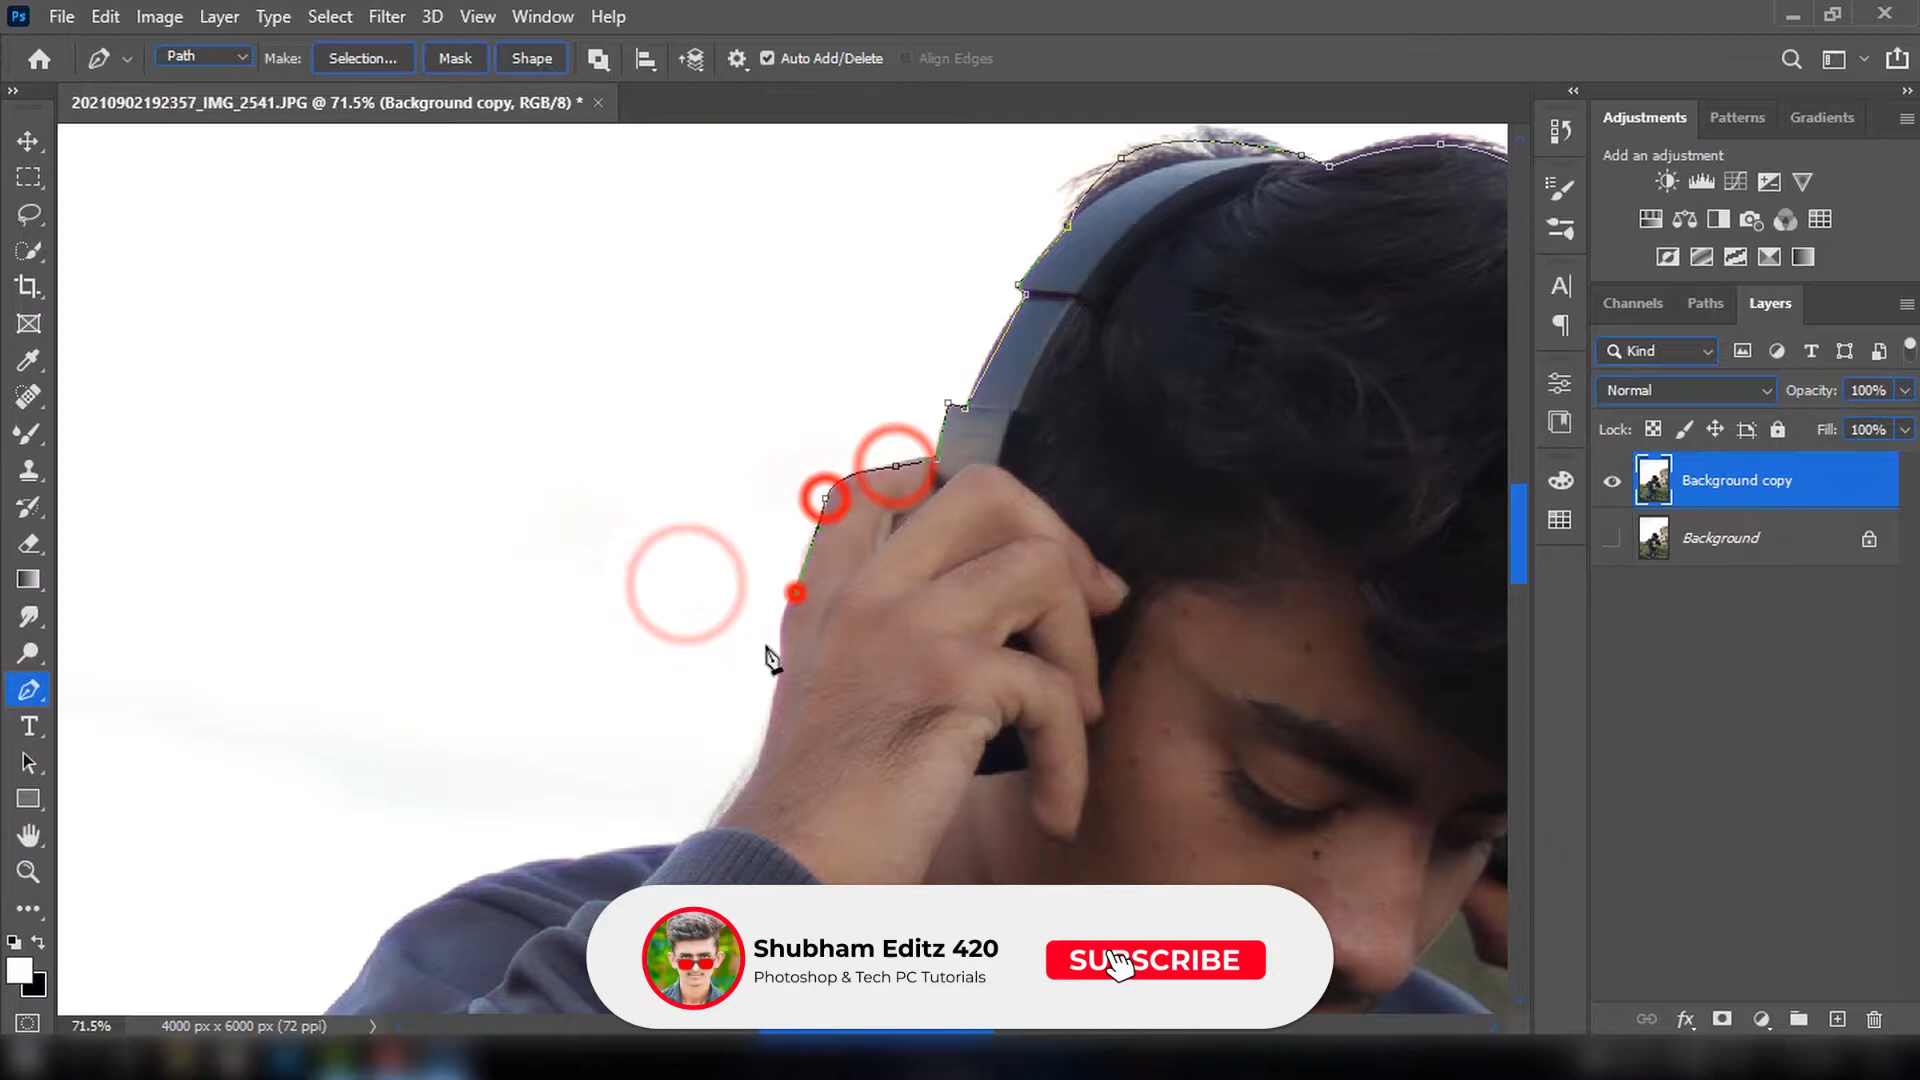 Ps File Edit Image Layer Type Select Filter 3D View Window Help
Path Make: Selection... Mask Shape Auto Add/Delete Align Edges
20210902192357_IMG_2541.JPG @ 71.5% (Background copy, RGB/8) *
Adjustments Patterns Gradients
Add an adjustment
Channels Paths Layers
Kind
Normal Opacity: 100%
Lock: Fill: 100%
Background copy
Background
Shubham Editz 420
Photoshop & Tech PC Tutorials
SUBSCRIBE
71.5% 4000 px x 6000 px (72 ppi)